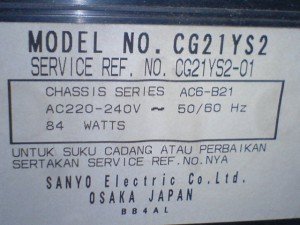 MODEL NO. CG21YS2
SERVICE REF. NO. CG21YS2-01
CHASSIS SERIES AC6-B21
AC220-240V ~ 50/60 Hz
84 WATTS
UNTUK SUKU CADANG ATAU PERBAIKAN
SERTAKAN SERVICE REF.NO.NYA
SANYO Electric Co.,Ltd.
OSAKA JAPAN
BB4AL